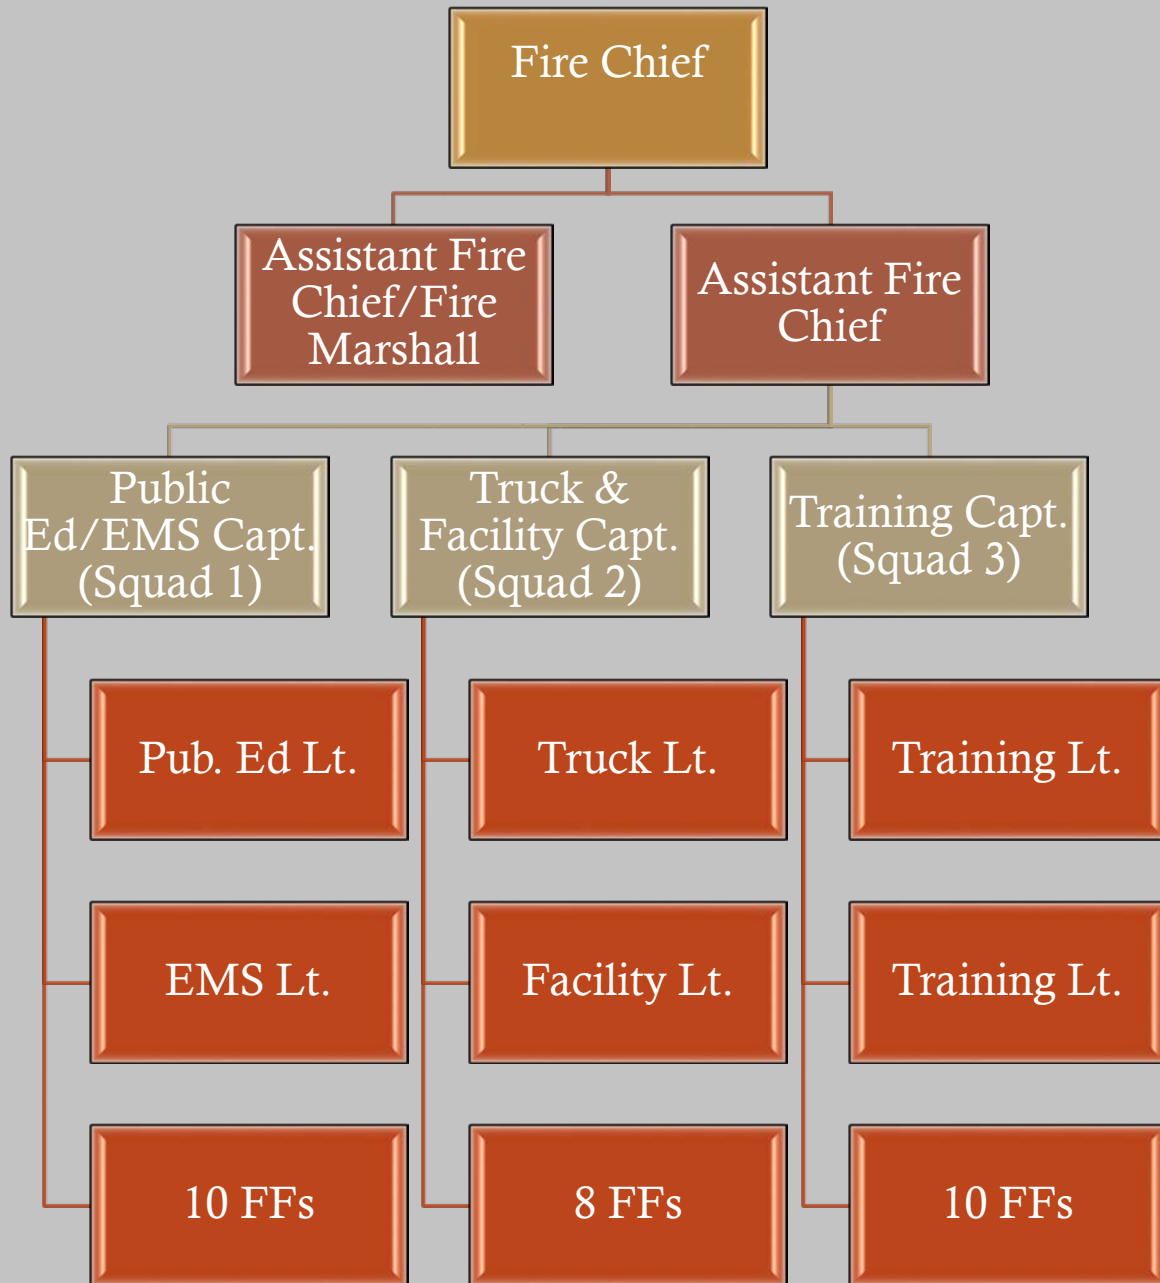 Fire Chief
Assistant Fire
Chief/Fire
Marshall
Assistant Fire
Chief
Public
Ed/EMS Capt.
(Squad 1)
Truck &
Facility Capt.
(Squad 2)
Training Capt.
(Squad 3)
Pub. Ed Lt.
Truck Lt.
Training Lt.
EMS Lt.
Facility Lt.
Training Lt.
10 FFs
8 FFs
10 FFs